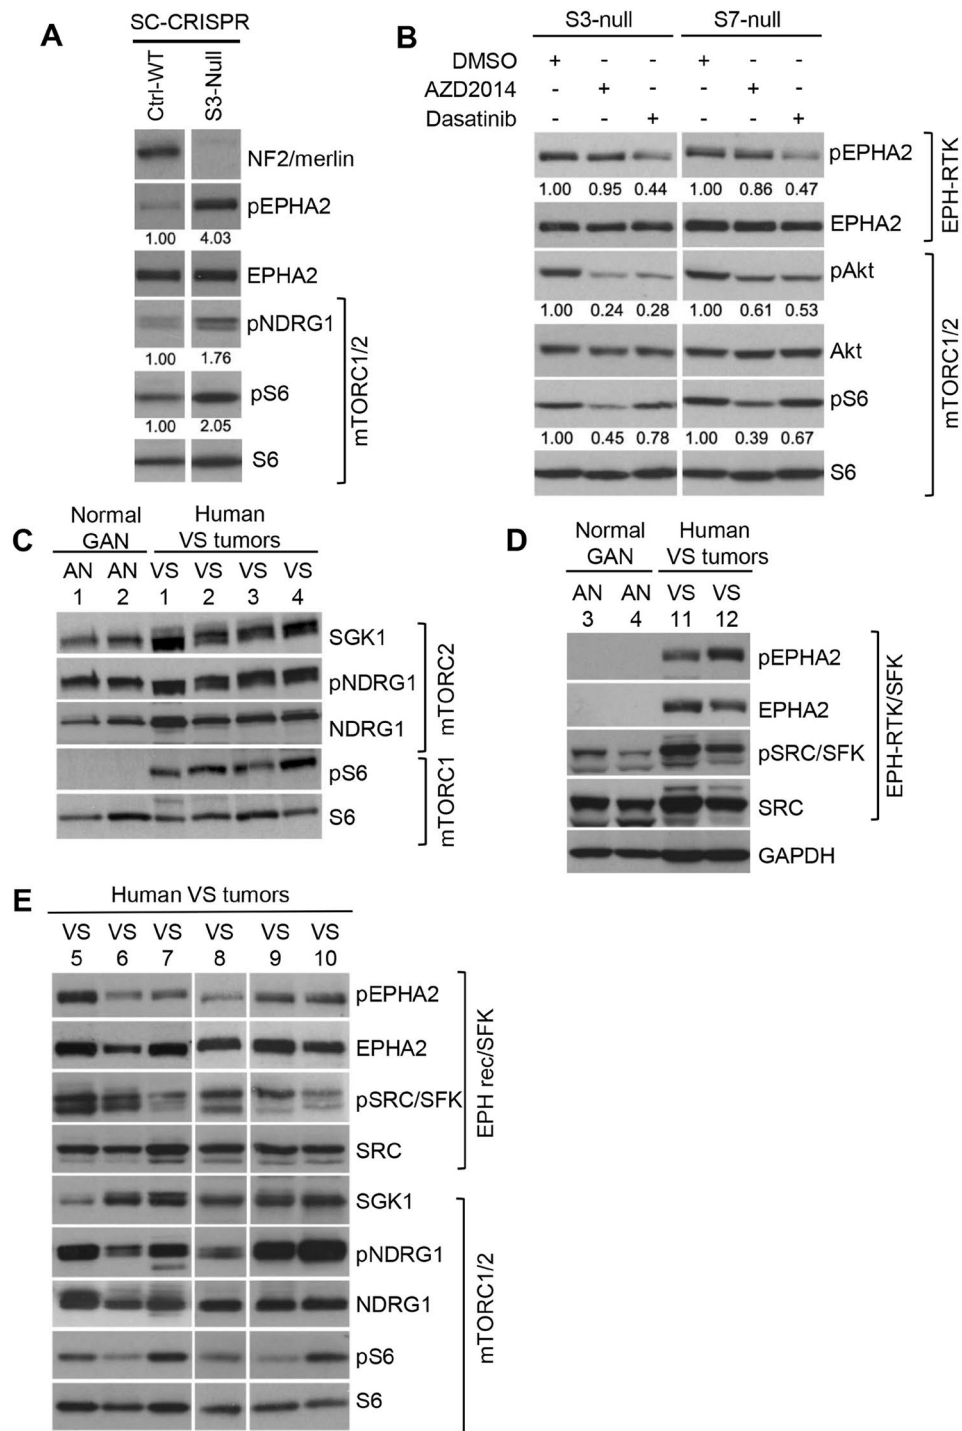 A
SC-CRISPR
Ctrl-WT
S3-Null
NF2/merlin
pEPHA2
1.00 4.03
EPHA2
pNDRG1
1.00 1.76
pS6
1.00 2.05
S6
mTORC1/2
B
S3-null S7-null
DMSO + - - + - -
AZD2014 - + - - + -
Dasatinib - - + - - +
pEPHA2
1.00 0.95 0.44 1.00 0.86 0.47
EPHA2
EPH-RTK
pAkt
1.00 0.24 0.28 1.00 0.61 0.53
Akt
pS6
1.00 0.45 0.78 1.00 0.39 0.67
S6
mTORC1/2
C
Normal Human
GAN VS tumors
AN AN VS VS VS VS
1 2 1 2 3 4
SGK1
pNDRG1
NDRG1
mTORC2
pS6
S6
mTORC1
D
Normal Human
GAN VS tumors
AN AN VS VS
3 4 11 12
pEPHA2
EPHA2
pSRC/SFK
SRC
EPH-RTK/SFK
GAPDH
E
Human VS tumors
VS VS VS VS VS VS
5 6 7 8 9 10
pEPHA2
EPHA2
pSRC/SFK
SRC
EPH rec/SFK
SGK1
pNDRG1
NDRG1
pS6
S6
mTORC1/2